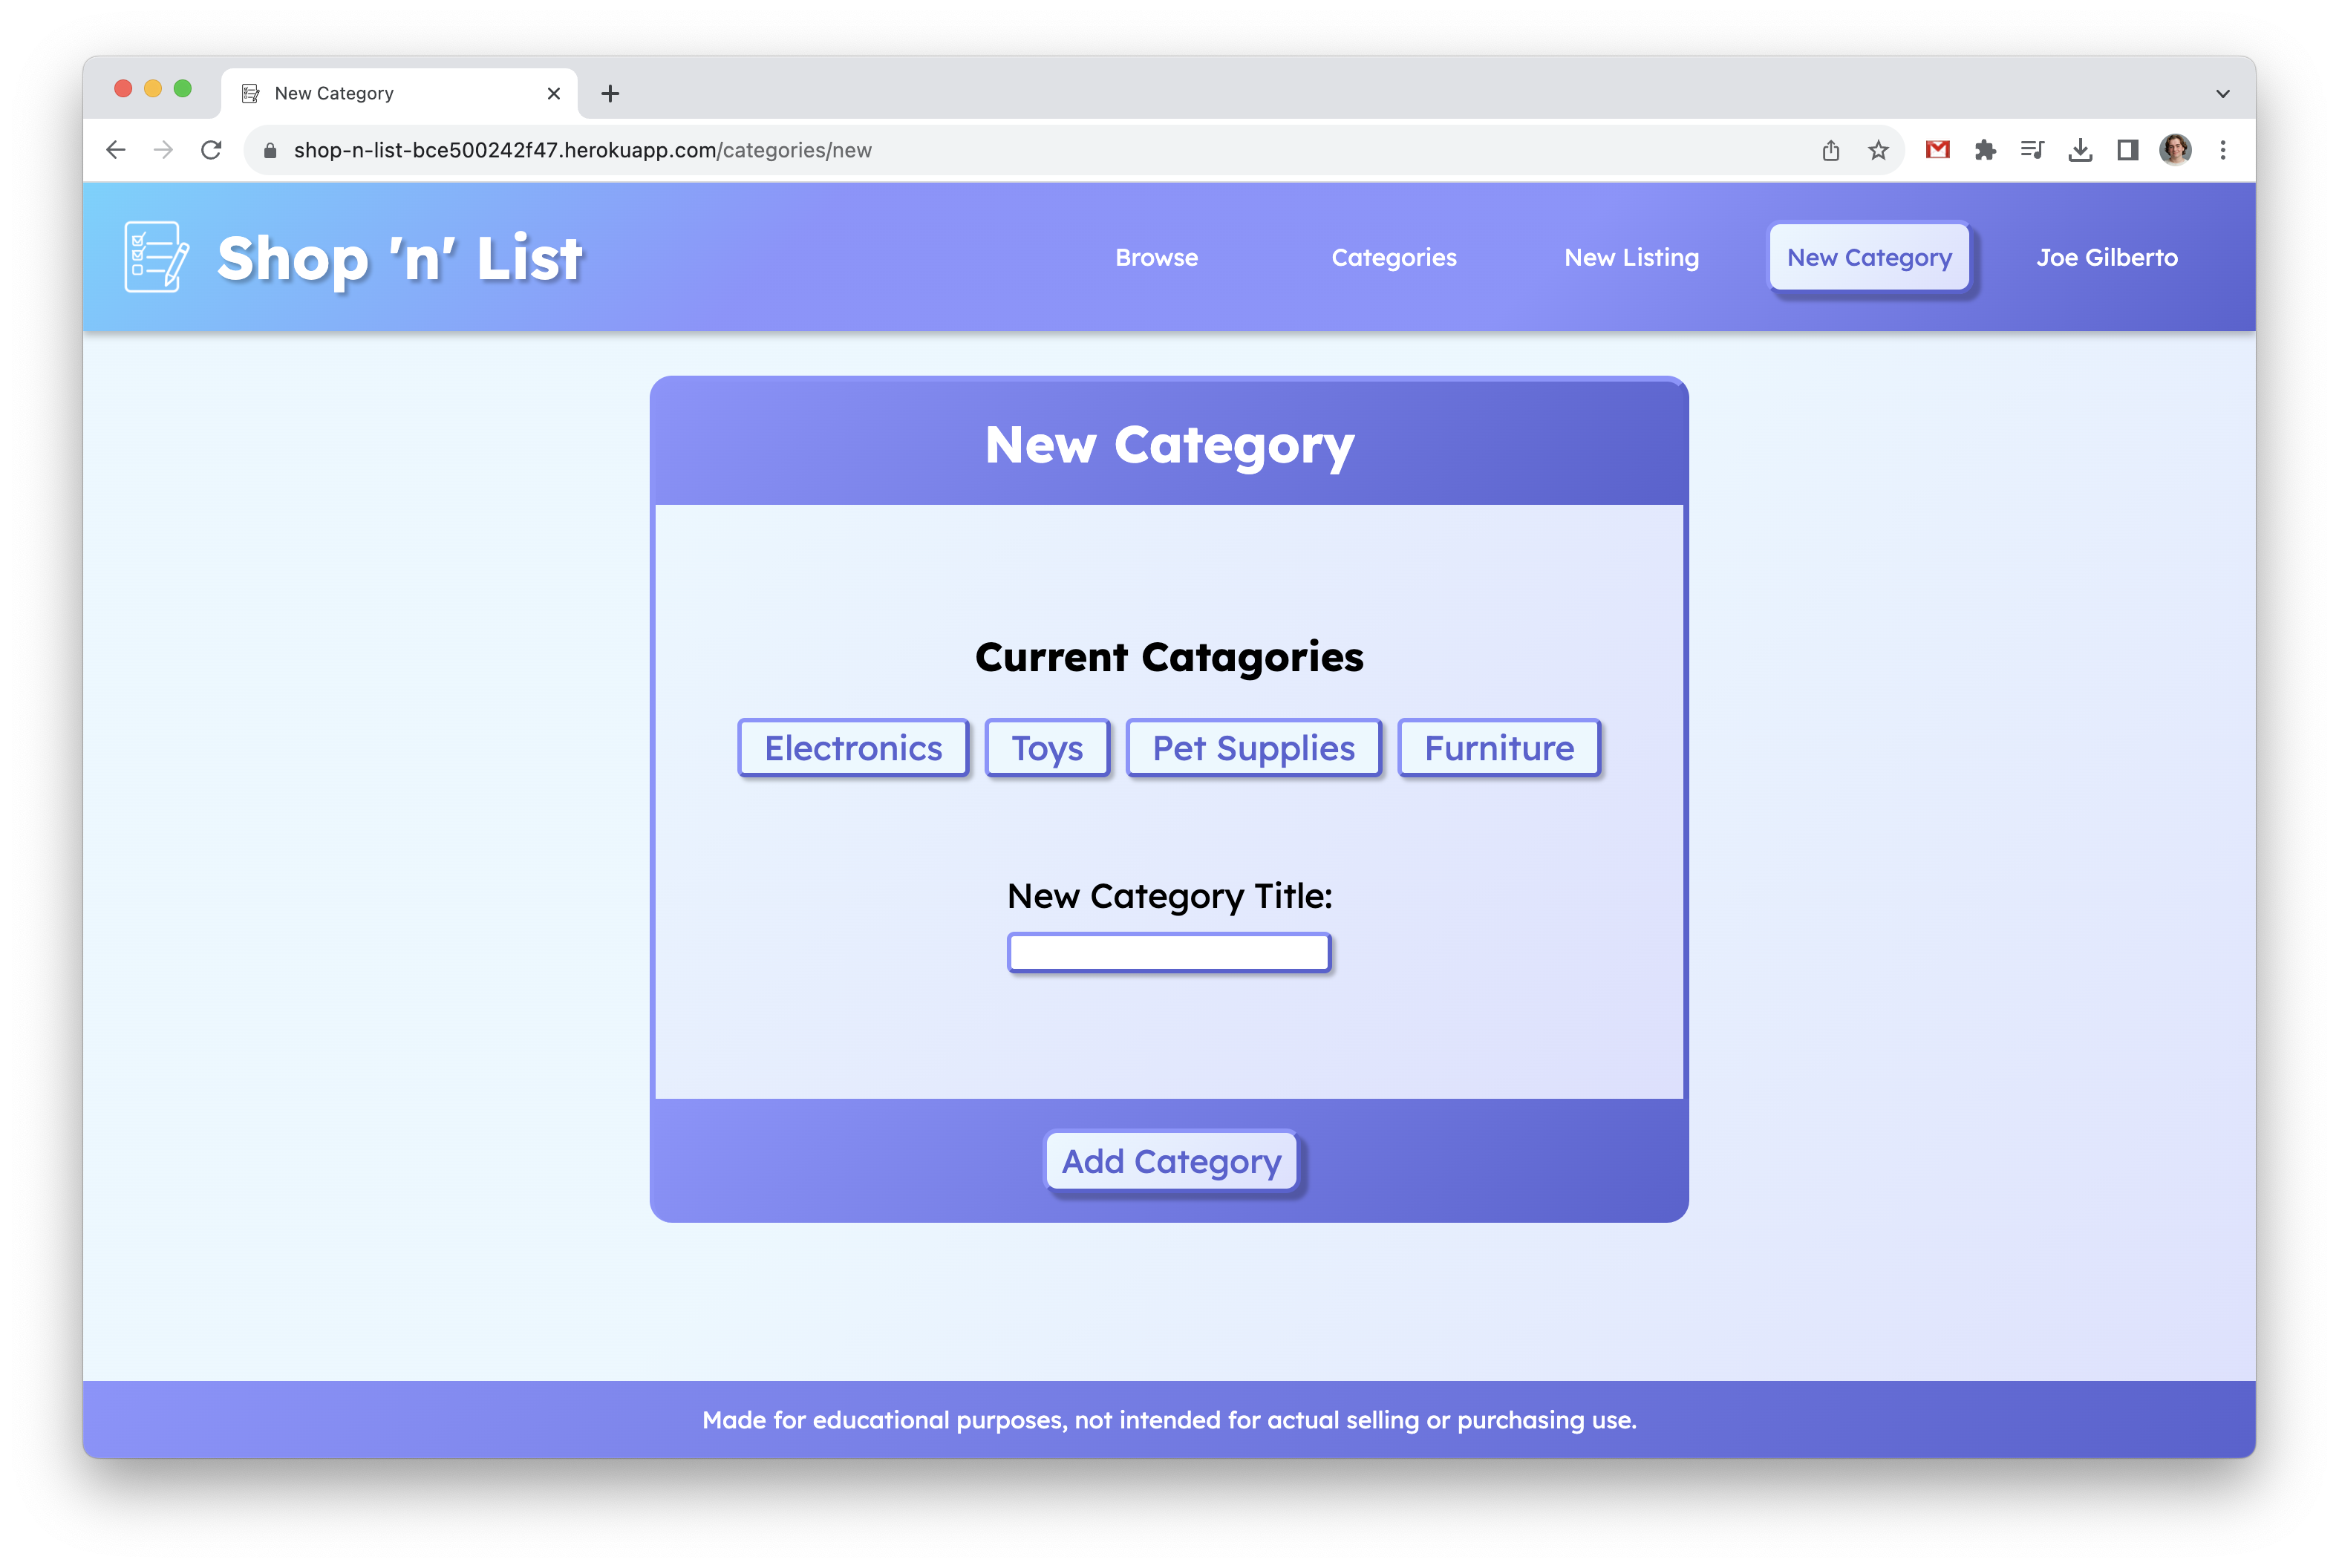 New Category
shop-n-list-bce500242f47.herokuapp.com/categories/new
Shop 'n' List
Browse
Categories
New Listing
New Category
Joe Gilberto
New Category
Current Catagories
Electronics
Toys
Pet Supplies
Furniture
New Category Title:
Add Category
Made for educational purposes, not intended for actual selling or purchasing use.